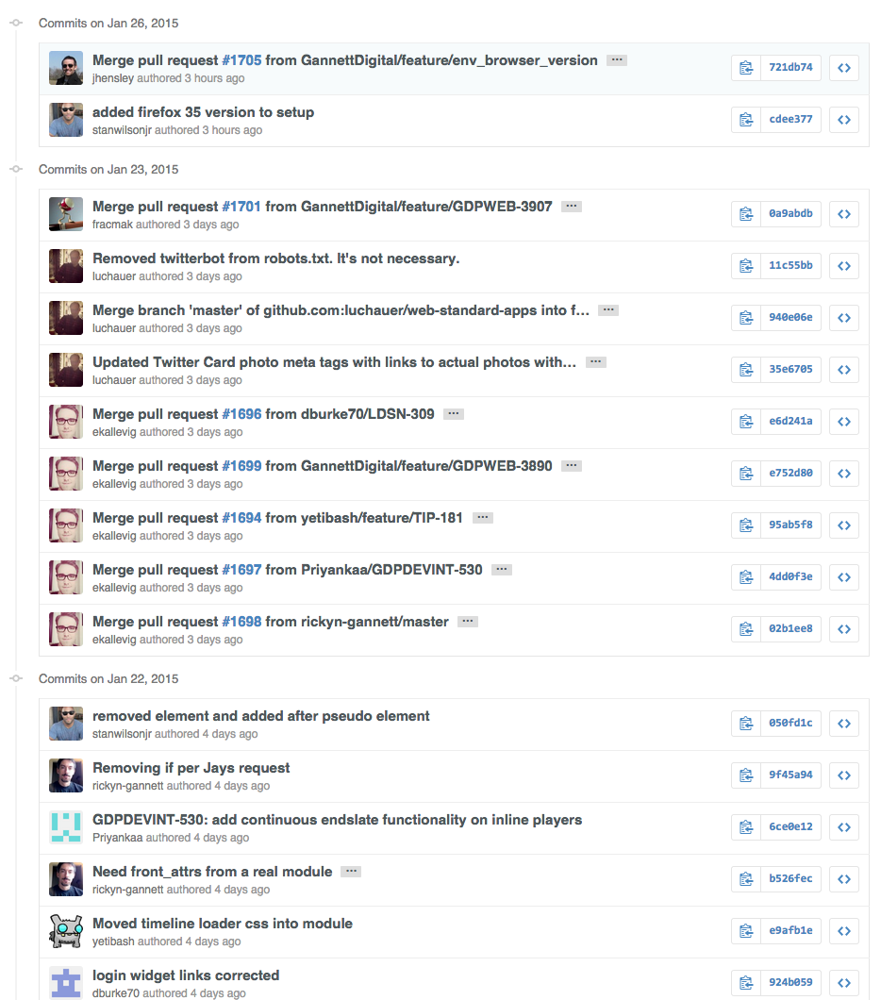 Commits on Jan 26, 2015
Merge pull request #1705 from GannettDigital/feature/env_browser_version ...
jhensley authored 3 hours ago
721db74
added firefox 35 version to setup
stanwilsonjr authored 3 hours ago
cdee377
Commits on Jan 23, 2015
Merge pull request #1701 from GannettDigital/feature/GDPWEB-3907 ...
fracmak authored 3 days ago
0a9abdb
Removed twitterbot from robots.txt. It's not necessary.
luchauer authored 3 days ago
11c55bb
Merge branch 'master' of github.com:luchauer/web-standard-apps into f... ...
luchauer authored 3 days ago
940e06e
Updated Twitter Card photo meta tags with links to actual photos with... ...
luchauer authored 3 days ago
35e6705
Merge pull request #1696 from dburke70/LDSN-309 ...
ekallevig authored 3 days ago
e6d241a
Merge pull request #1699 from GannettDigital/feature/GDPWEB-3890 ...
ekallevig authored 3 days ago
e752d80
Merge pull request #1694 from yetibash/feature/TIP-181 ...
ekallevig authored 3 days ago
95ab5f8
Merge pull request #1697 from Priyankaa/GDPDEVINT-530 ...
ekallevig authored 3 days ago
4dd0f3e
Merge pull request #1698 from rickyn-gannett/master ...
ekallevig authored 3 days ago
02b1ee8
Commits on Jan 22, 2015
removed element and added after pseudo element
stanwilsonjr authored 4 days ago
050fd1c
Removing if per Jays request
rickyn-gannett authored 4 days ago
9f45a94
GDPDEVINT-530: add continuous endslate functionality on inline players
Priyankaa authored 4 days ago
6ce0e12
Need front_attrs from a real module ...
rickyn-gannett authored 4 days ago
b526fec
Moved timeline loader css into module
yetibash authored 4 days ago
e9afb1e
login widget links corrected
dburke70 authored 4 days ago
924b059